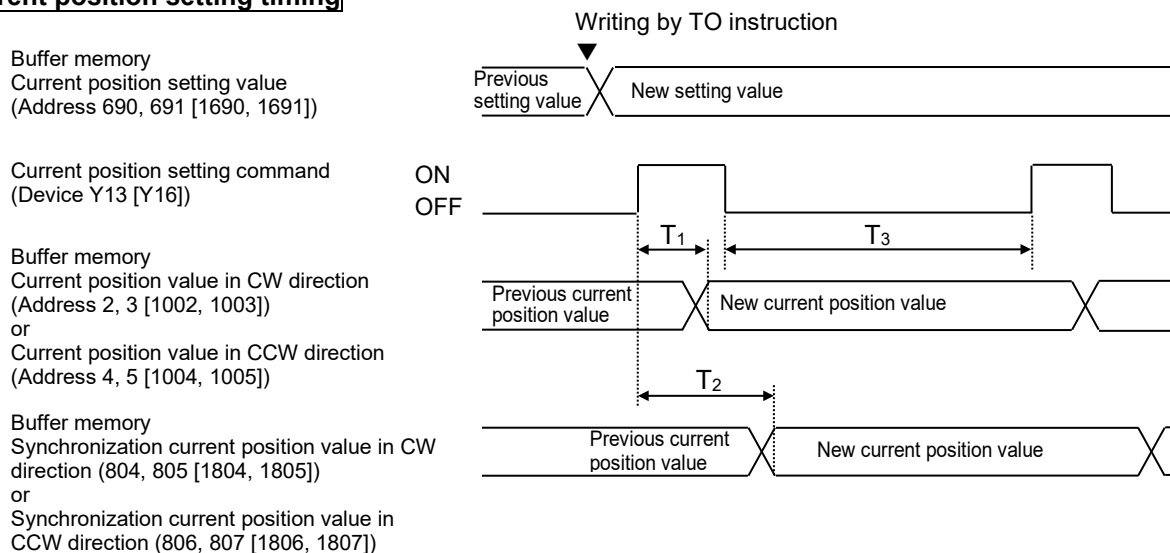 position setting timing
Writing by TO instruction
Buffer memory
Current position setting value
(Address 690, 691 [1690, 1691])
Previous
setting value
New setting value
Current position setting command
(Device Y13 [Y16])
ON
OFF
T1
T3
Buffer memory
Current position value in CW direction
(Address 2, 3 [1002, 1003])
or
Current position value in CCW direction
(Address 4, 5 [1004, 1005])
Previous current
position value
New current position value
T2
Buffer memory
Synchronization current position value in CW
direction (804, 805 [1804, 1805])
or
Synchronization current position value in
CCW direction (806, 807 [1806, 1807])
Previous current
position value
New current position value